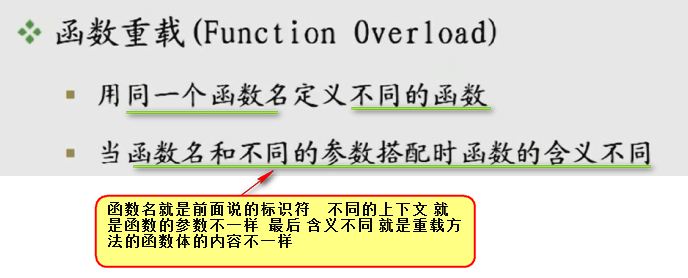 函数重载(Function Overload)
用同一个函数名定义不同的函数
当函数名和不同的参数搭配时函数的含义不同
函数名就是前面说的标识符 不同的上下文 就
是函数的参数不一样 最后 含义不同 就是重载方
法的函数体的内容不一样